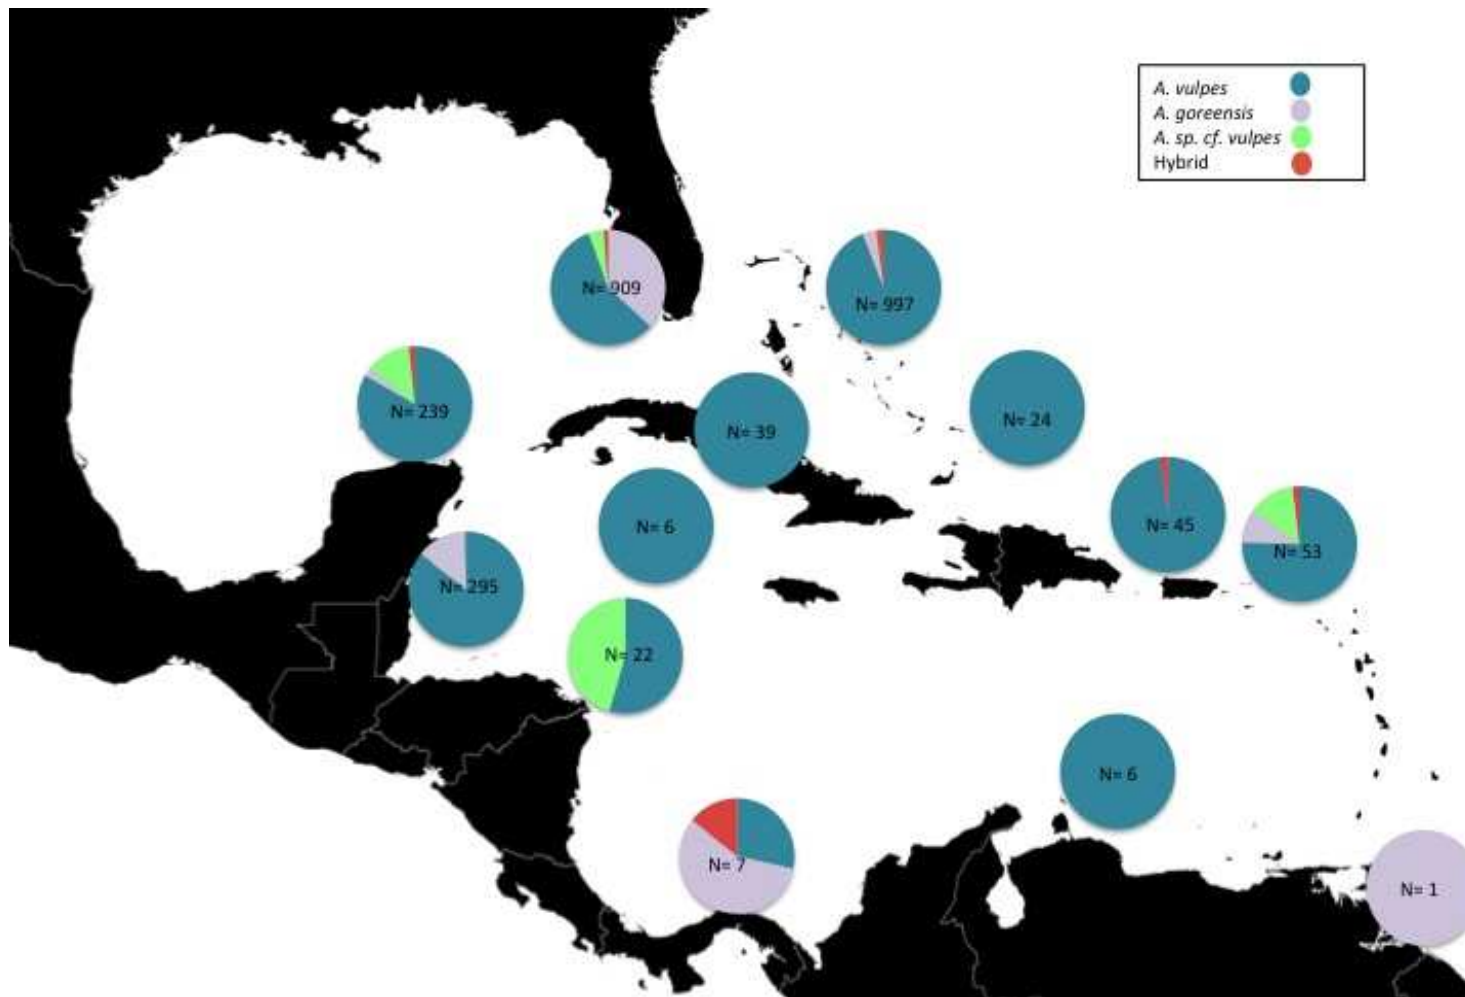 A. vulpes
A. goreensis
A. sp. cf. vulpes
Hybrid
N= 909
N= 997
N= 239
N= 39
N= 24
N= 6
N= 45
N= 53
N= 295
N= 22
N= 6
N= 7
N= 1